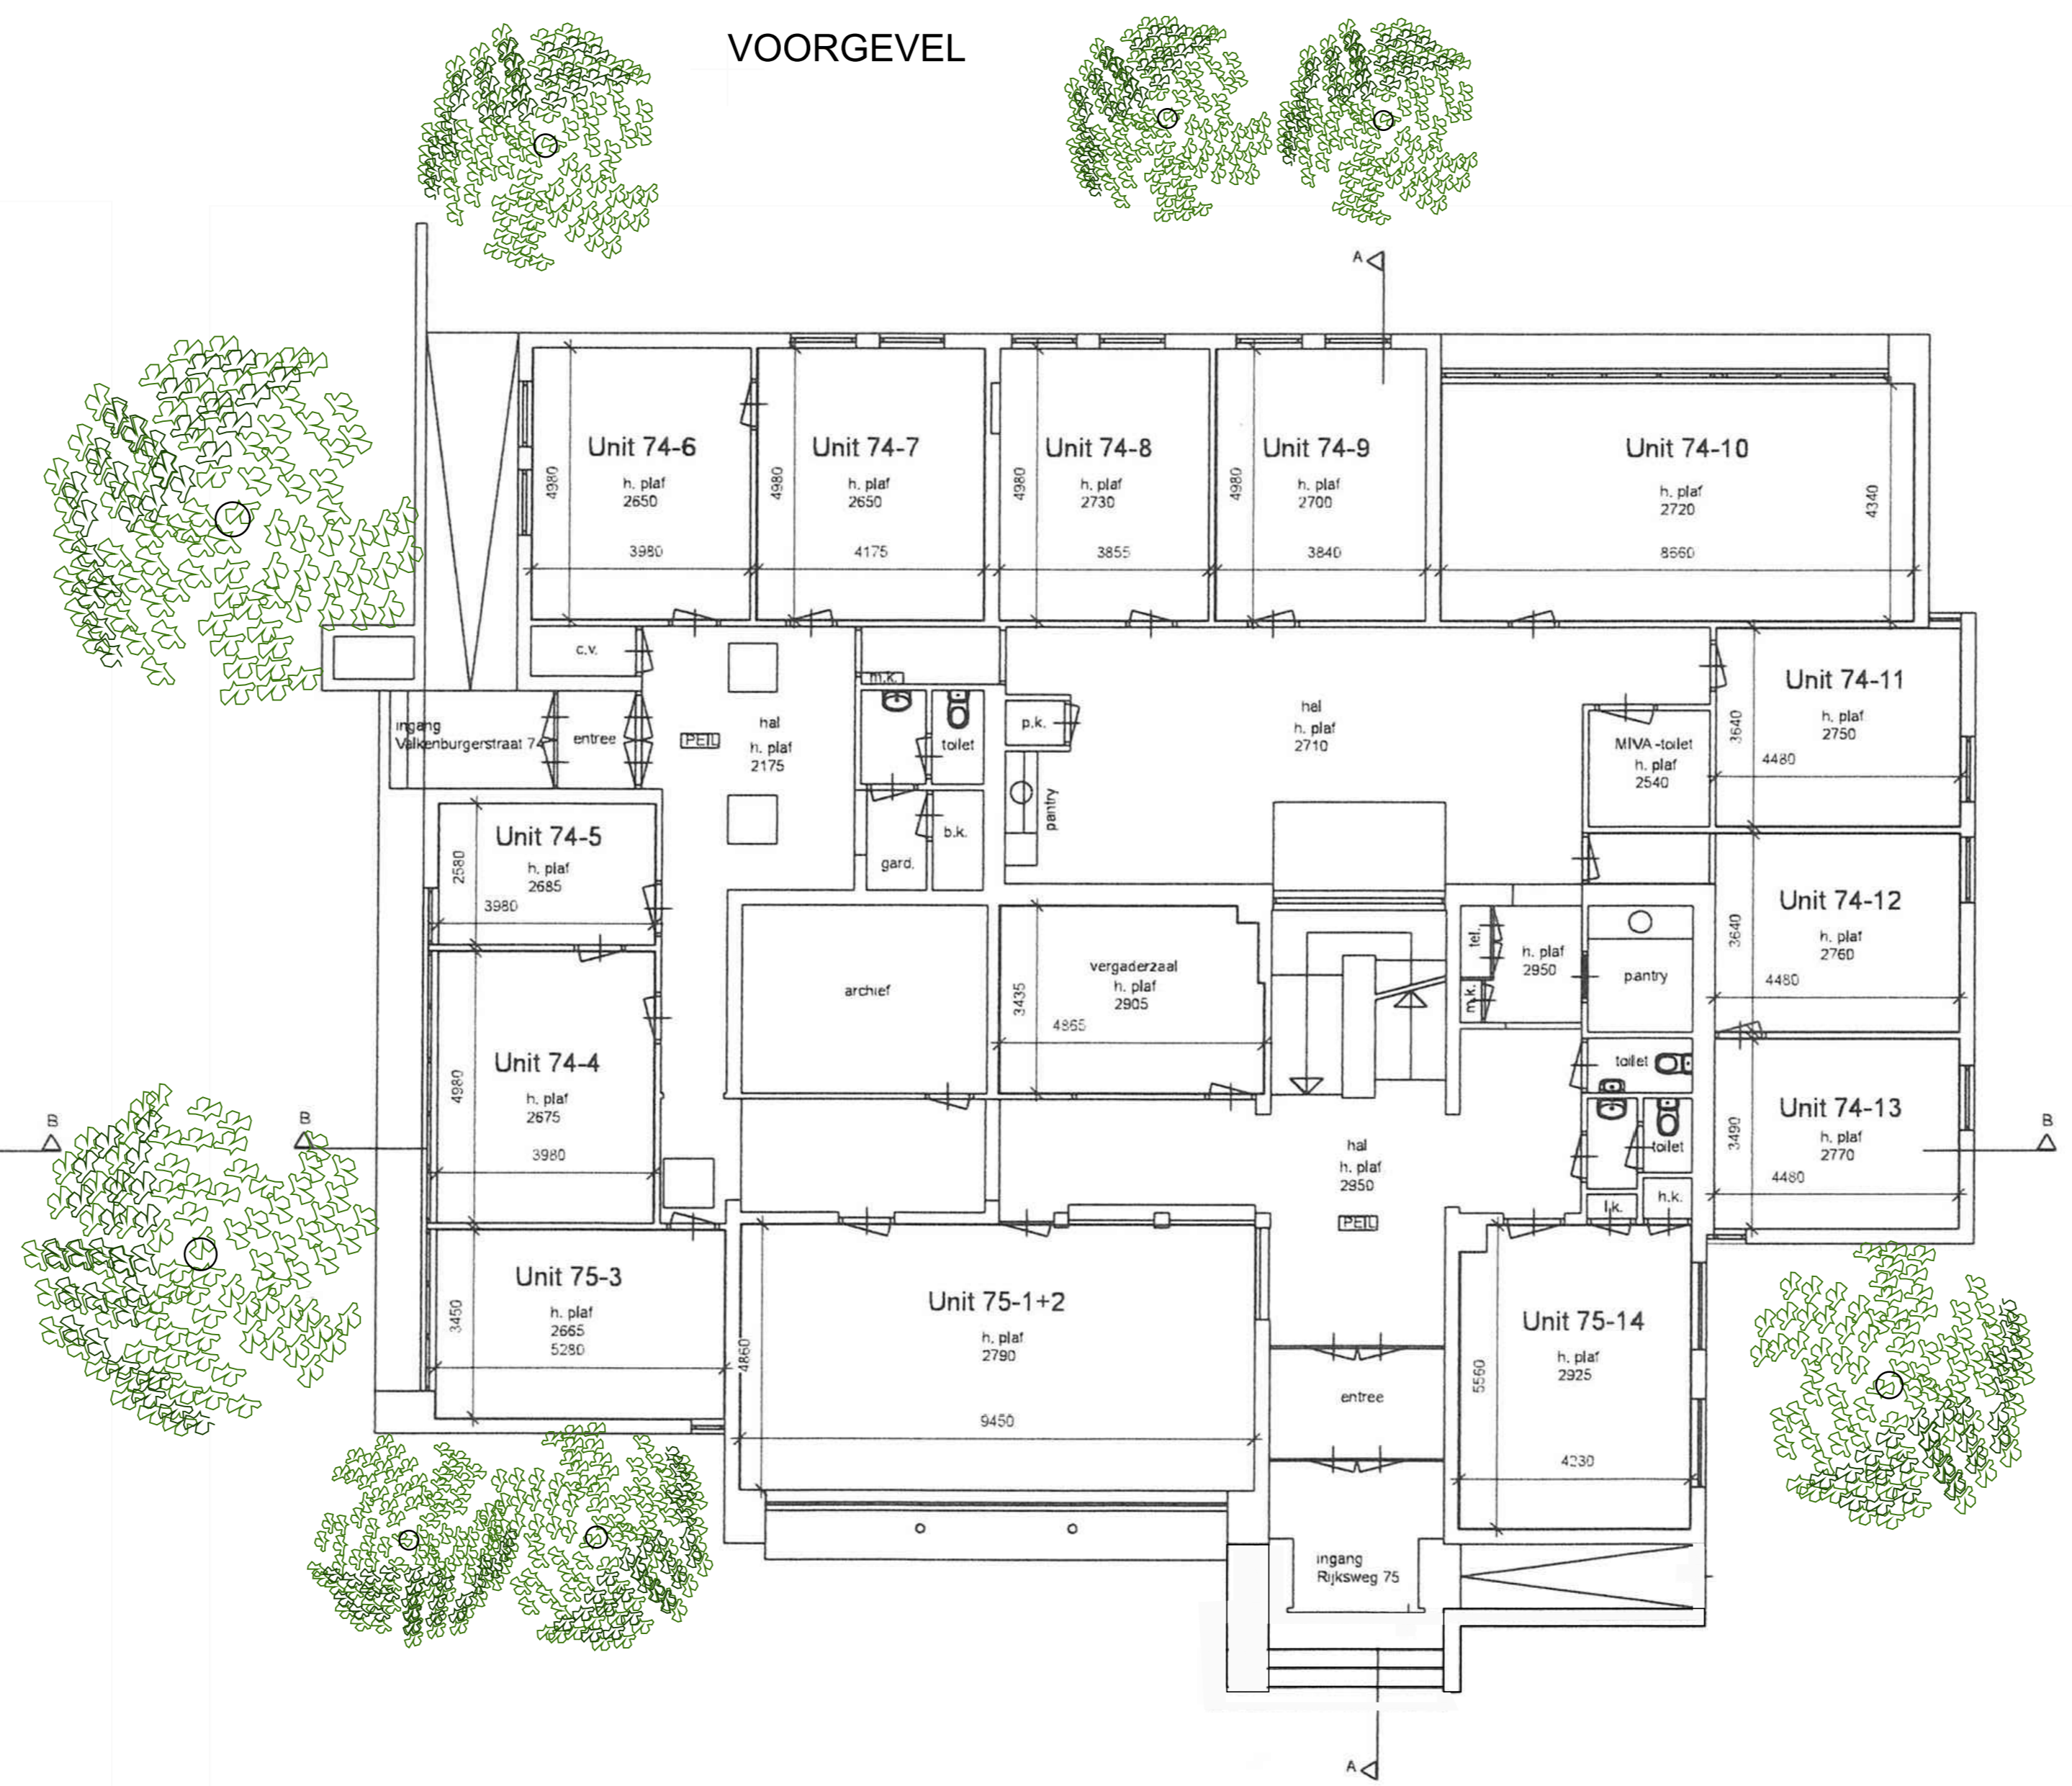 VOORGEVEL
A
Unit 74-6
h. plaf
2650
4980
3980
Unit 74-7
h. plaf
2650
4980
4175
Unit 74-8
h. plaf
2730
4980
3855
Unit 74-9
h. plaf
2700
4980
3840
Unit 74-10
h. plaf
2720
4340
8660
c.v.
m.k.
ingang
Valkenburgerstraat 74
entree
PEIL
hal
h. plaf
2175
toilet
gard.
b.k.
p.k.
pantry
hal
h. plaf
2710
MIVA-toilet
h. plaf
2540
Unit 74-11
h. plaf
2750
3640
4480
Unit 74-5
h. plaf
2685
2580
3980
Unit 74-12
h. plaf
2760
3640
4480
archief
vergaderzaal
h. plaf
2905
3435
4865
tel.
m.k.
h. plaf
2950
pantry
toilet
toilet
l.k.
h.k.
Unit 74-4
h. plaf
2675
4980
3980
Unit 74-13
h. plaf
2770
3490
4480
B
B
B
hal
h. plaf
2950
PEIL
Unit 75-3
h. plaf
2665
5280
3450
Unit 75-1+2
h. plaf
2790
4860
9450
entree
Unit 75-14
h. plaf
2925
5560
4230
ingang
Rijksweg 75
A